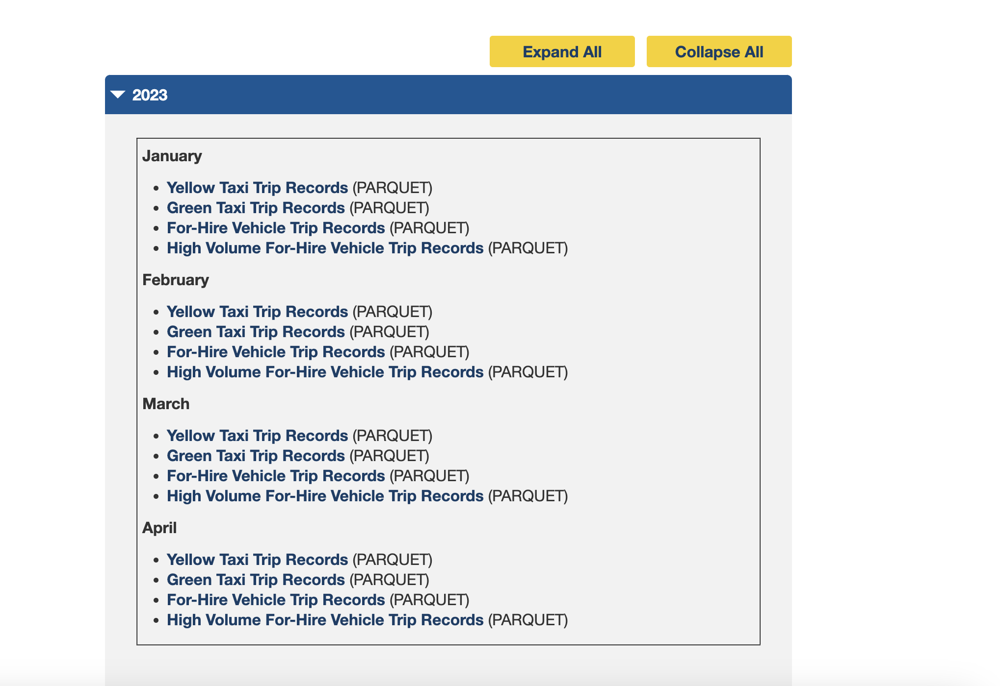 Expand All
Collapse All
2023
January
Yellow Taxi Trip Records (PARQUET)
Green Taxi Trip Records (PARQUET)
For-Hire Vehicle Trip Records (PARQUET)
High Volume For-Hire Vehicle Trip Records (PARQUET)
February
Yellow Taxi Trip Records (PARQUET)
Green Taxi Trip Records (PARQUET)
For-Hire Vehicle Trip Records (PARQUET)
High Volume For-Hire Vehicle Trip Records (PARQUET)
March
Yellow Taxi Trip Records (PARQUET)
Green Taxi Trip Records (PARQUET)
For-Hire Vehicle Trip Records (PARQUET)
High Volume For-Hire Vehicle Trip Records (PARQUET)
April
Yellow Taxi Trip Records (PARQUET)
Green Taxi Trip Records (PARQUET)
For-Hire Vehicle Trip Records (PARQUET)
High Volume For-Hire Vehicle Trip Records (PARQUET)